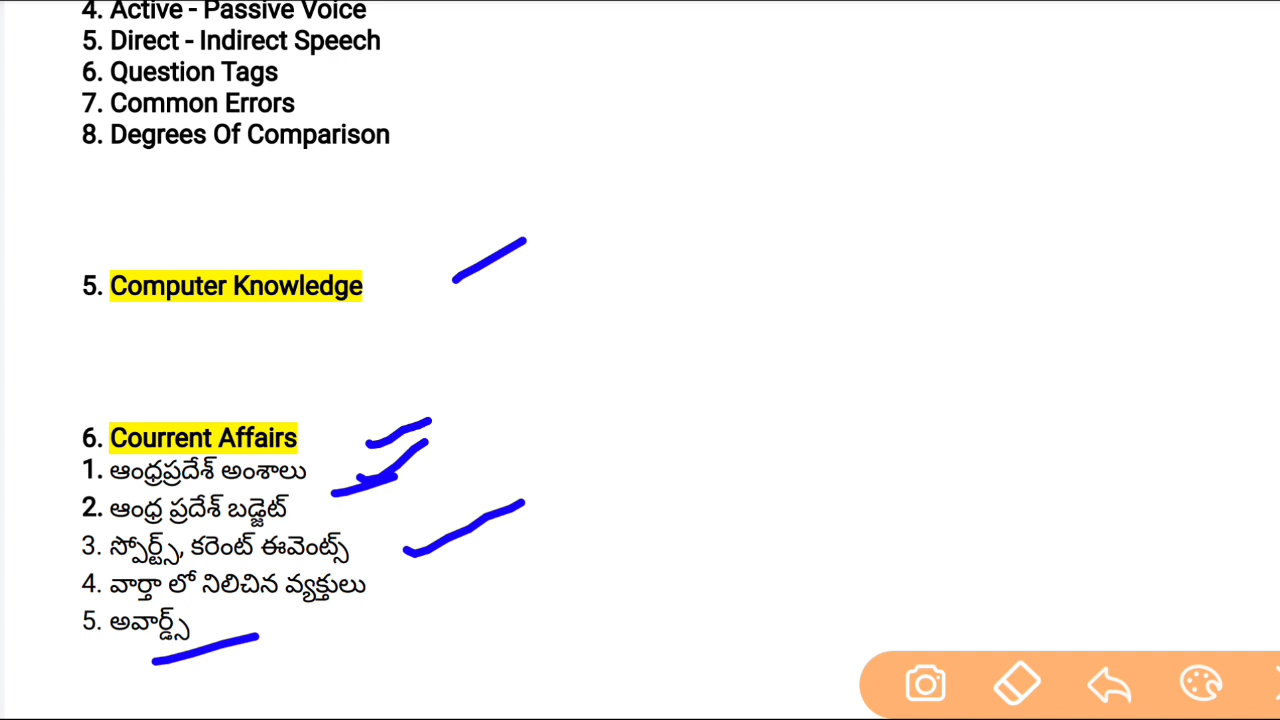 4. Active - Passive Voice
5. Direct - Indirect Speech
6. Question Tags
7. Common Errors
8. Degrees Of Comparison
5. Computer Knowledge
6. Courrent Affairs
1. ఆంధ్రప్రదేశ్ అంశాలు
2. ఆంధ్ర ప్రదేశ్ బడ్జెట్
3. స్పోర్ట్స్, కరెంట్ ఈవెంట్స్
4. వార్తా లో నిలిచిన వ్యక్తులు
5. అవార్డ్స్